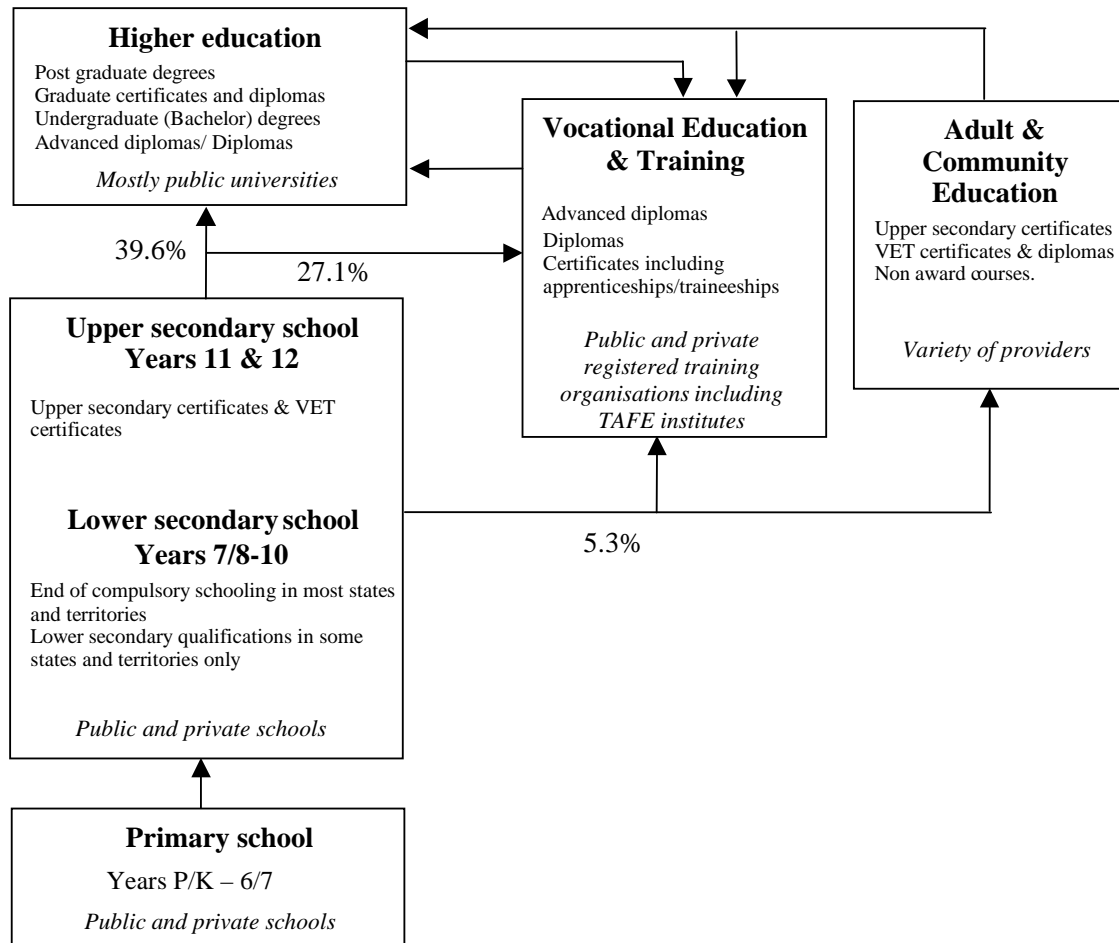 Higher education
Post graduate degrees
Graduate certificates and diplomas
Undergraduate (Bachelor) degrees
Advanced diplomas/ Diplomas
Mostly public universities
Vocational Education
& Training
Advanced diplomas
Diplomas
Certificates including
apprenticeships/traineeships
Public and private
registered training
organisations including
TAFE institutes
Adult &
Community
Education
Upper secondary certificates
VET certificates & diplomas
Non award courses.
Variety of providers
39.6%
27.1%
Upper secondary school
Years 11 & 12
Upper secondary certificates & VET
certificates
Lower secondary school
Years 7/8-10
End of compulsory schooling in most states
and territories
Lower secondary qualifications in some
states and territories only
Public and private schools
5.3%
Primary school
Years P/K – 6/7
Public and private schools